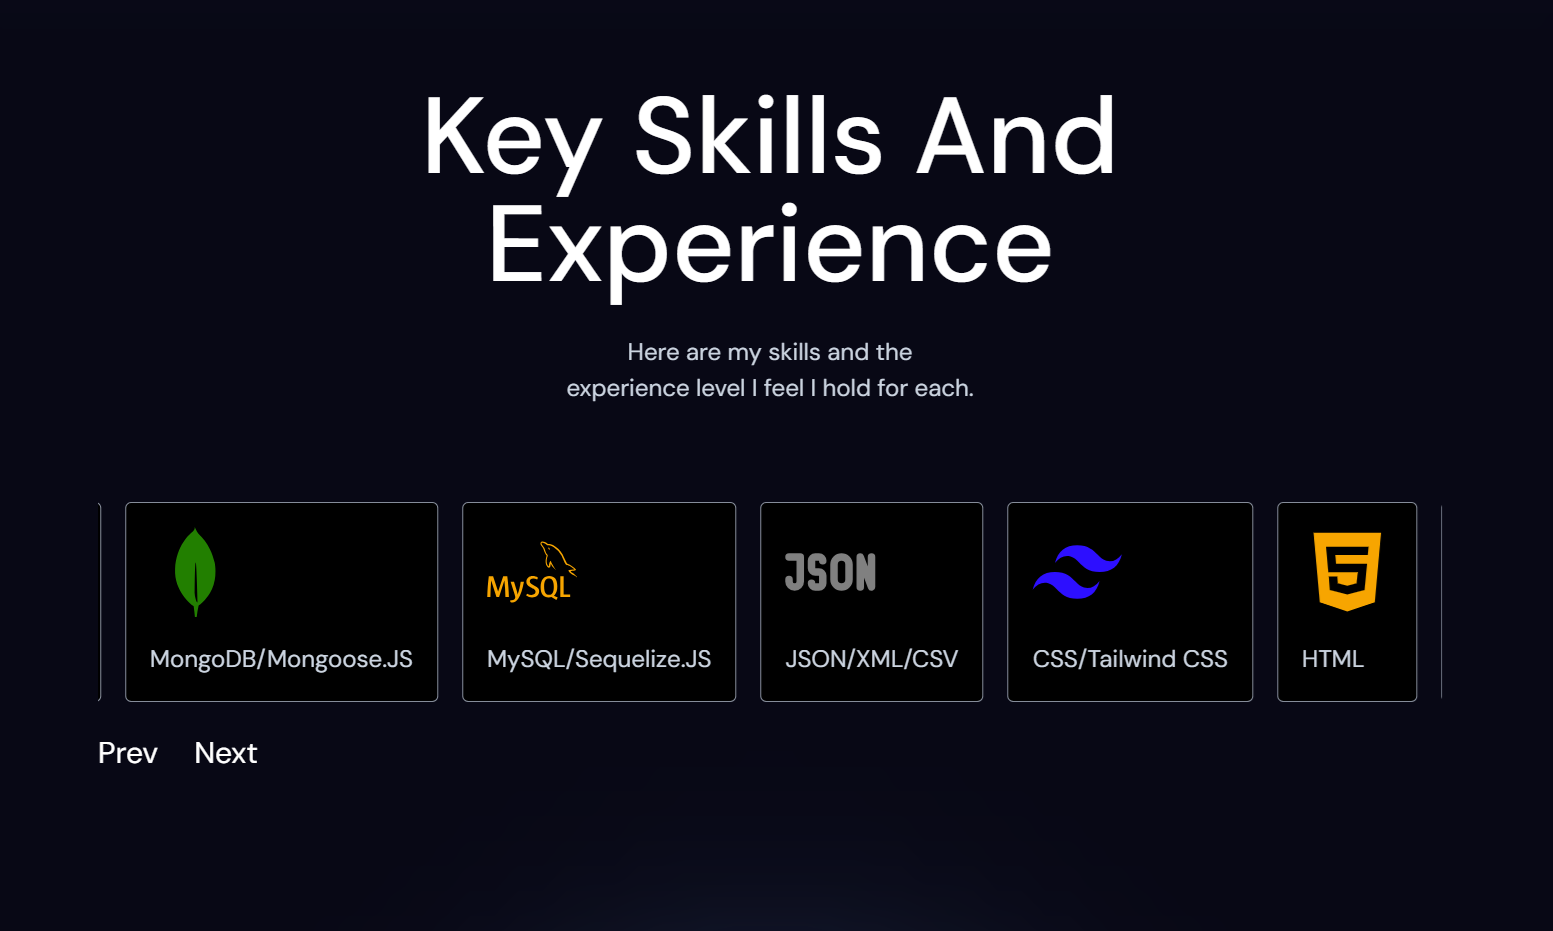 Key Skills And
Experience
Here are my skills and the
experience level I feel I hold for each.
MySQL
JSON
5
MongoDB/Mongoose.JS
MySQL/Sequelize.JS
JSON/XML/CSV
CSS/Tailwind CSS
HTML
Prev
Next